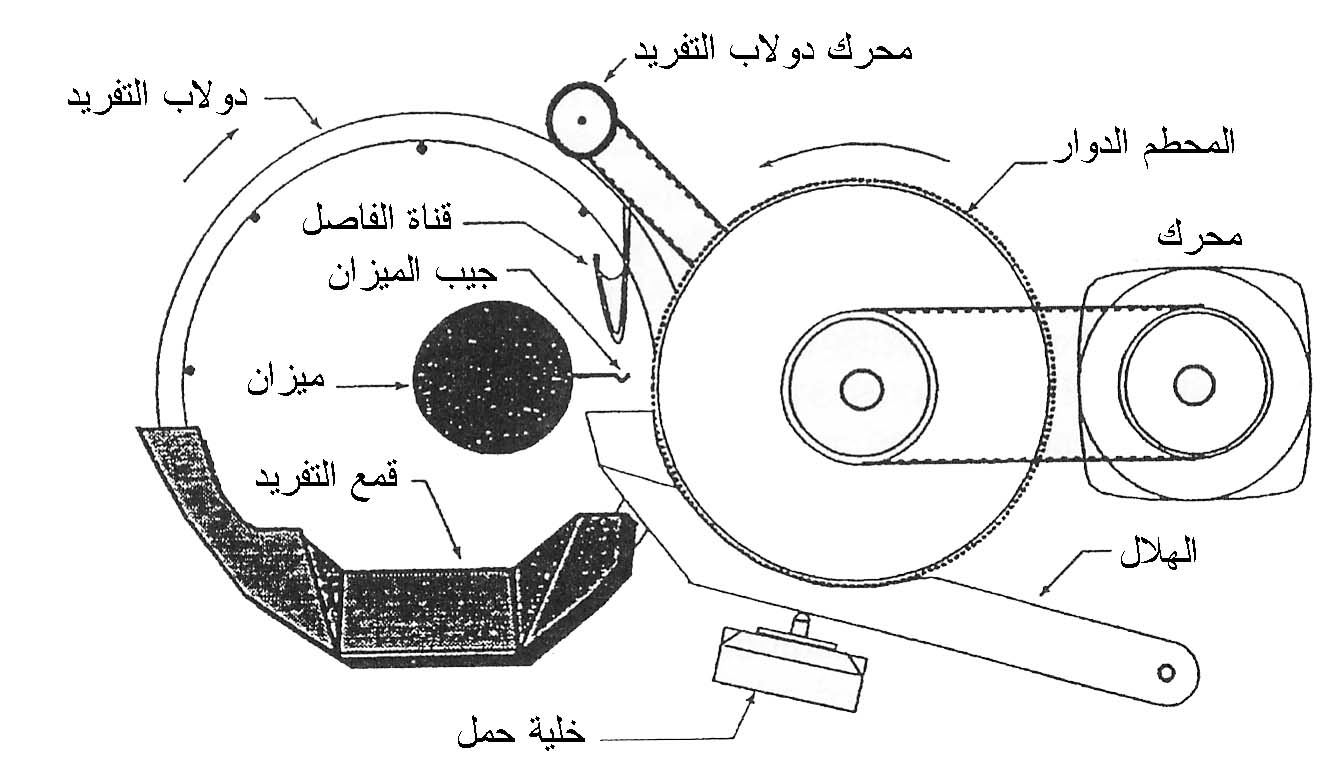 محرك دولاب التفريد
دولاب التفريد
المحطم الدوار
قناة الفاصل
محرك
جيب الميزان
ميزان
قمع التفريد
الهلال
خلية حمل